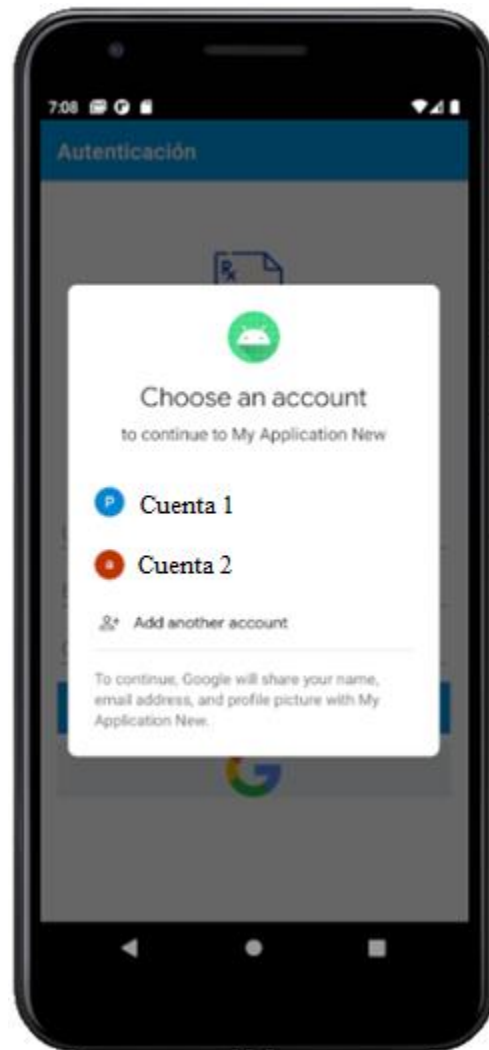 7:08
Autenticación
Rx
Choose an account
to continue to My Application New
P
Cuenta 1
a
Cuenta 2
Add another account
To continue, Google will share your name,
email address, and profile picture with My
Application New.
G